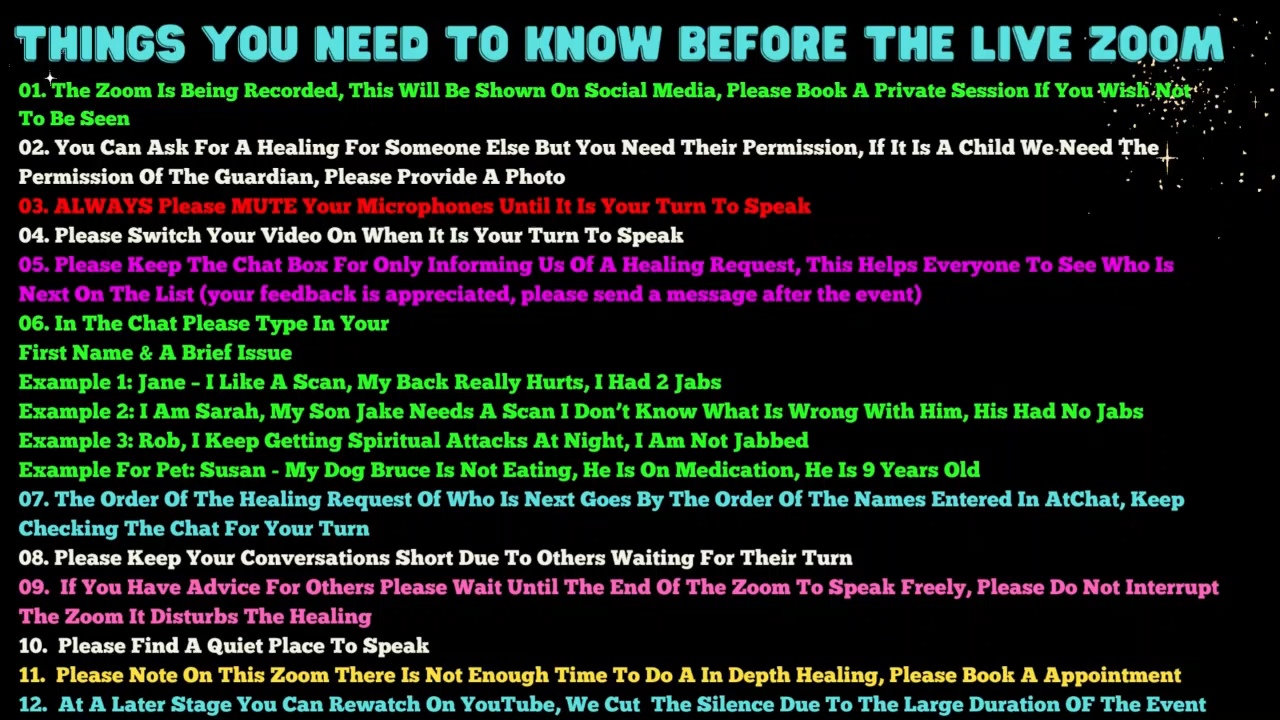 THINGS YOU NEED TO KNOW BEFORE THE LIVE ZOOM
01. The Zoom Is Being Recorded, This Will Be Shown On Social Media, Please Book A Private Session If You Wish Not
To Be Seen
02. You Can Ask For A Healing For Someone Else But You Need Their Permission, If It Is A Child We Need The
Permission Of The Guardian, Please Provide A Photo
03. ALWAYS Please MUTE Your Microphones Until It Is Your Turn To Speak
04. Please Switch Your Video On When It Is Your Turn To Speak
05. Please Keep The Chat Box For Only Informing Us Of A Healing Request, This Helps Everyone To See Who Is
Next On The List (your feedback is appreciated, please send a message after the event)
06. In The Chat Please Type In Your
First Name & A Brief Issue
Example 1: Jane – I Like A Scan, My Back Really Hurts, I Had 2 Jabs
Example 2: I Am Sarah, My Son Jake Needs A Scan I Don’t Know What Is Wrong With Him, His Had No Jabs
Example 3: Rob, I Keep Getting Spiritual Attacks At Night, I Am Not Jabbed
Example For Pet: Susan - My Dog Bruce Is Not Eating, He Is On Medication, He Is 9 Years Old
07. The Order Of The Healing Request Of Who Is Next Goes By The Order Of The Names Entered In AtChat, Keep
Checking The Chat For Your Turn
08. Please Keep Your Conversations Short Due To Others Waiting For Their Turn
09. If You Have Advice For Others Please Wait Until The End Of The Zoom To Speak Freely, Please Do Not Interrupt
The Zoom It Disturbs The Healing
10. Please Find A Quiet Place To Speak
11. Please Note On This Zoom There Is Not Enough Time To Do A In Depth Healing, Please Book A Appointment
12. At A Later Stage You Can Rewatch On YouTube, We Cut The Silence Due To The Large Duration OF The Event